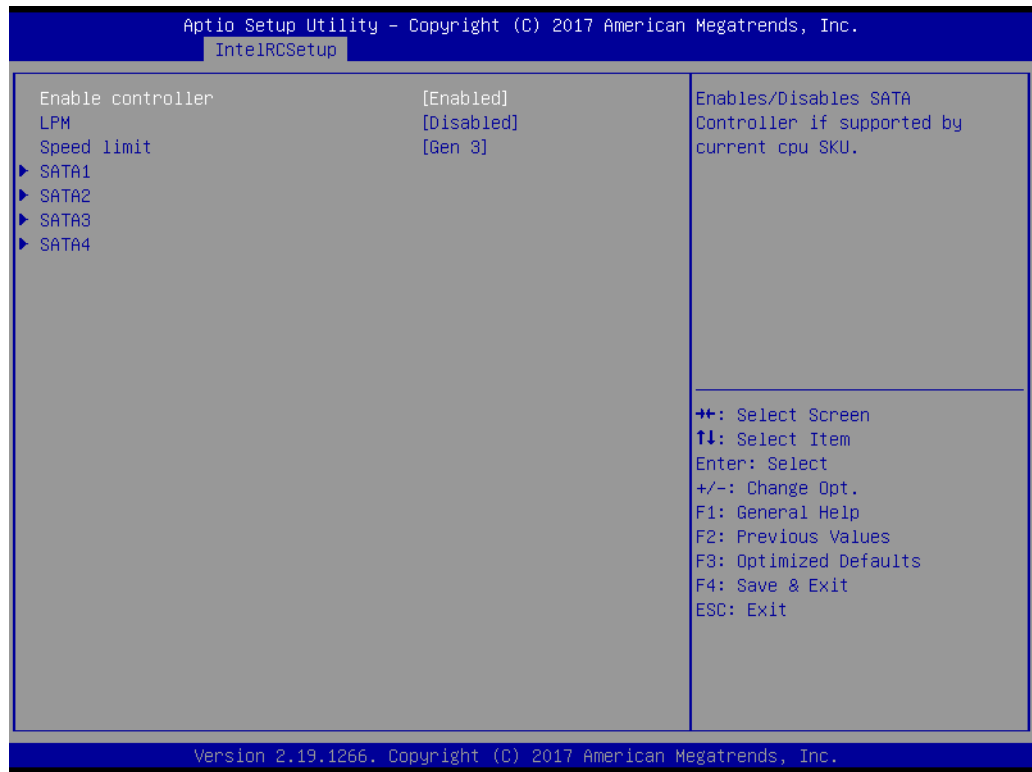 Aptio Setup Utility – Copyright (C) 2017 American Megatrends, Inc.
IntelRCSetup
Enable controller [Enabled]
LPM [Disabled]
Speed limit [Gen 3]
► SATA1
► SATA2
► SATA3
► SATA4
Enables/Disables SATA
Controller if supported by
current cpu SKU.
→←: Select Screen
↑↓: Select Item
Enter: Select
+/-: Change Opt.
F1: General Help
F2: Previous Values
F3: Optimized Defaults
F4: Save & Exit
ESC: Exit
Version 2.19.1266. Copyright (C) 2017 American Megatrends, Inc.